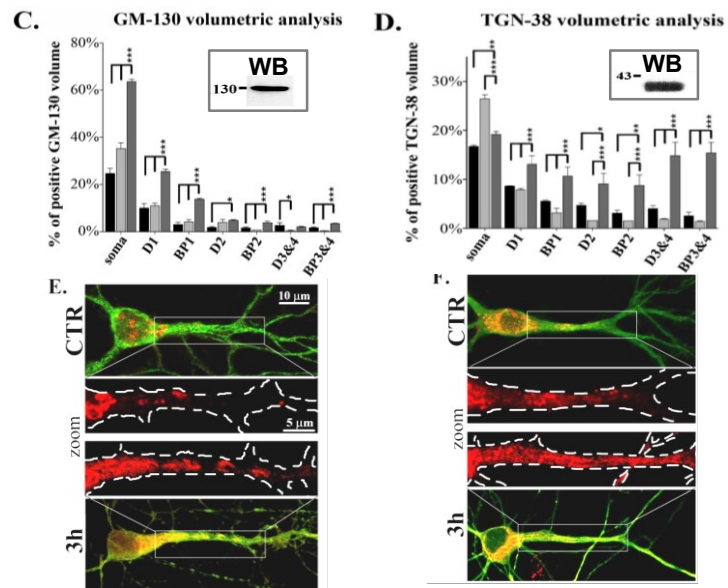 C. GM-130 volumetric analysis
% of positive GM-130 volume
80%
60%
40%
20%
0%
WB
130
***
***
***
*
***
*
***
soma
D1
BP1
D2
BP2
D3&4
BP3&4
D. TGN-38 volumetric analysis
% of positive TGN-38 volume
30%
20%
10%
0%
WB
43
**
***
***
***
*
***
**
***
***
***
soma
D1
BP1
D2
BP2
D3&4
BP3&4
E.
CTR
10 μm
zoom
5 μm
3h
CTR
zoom
3h